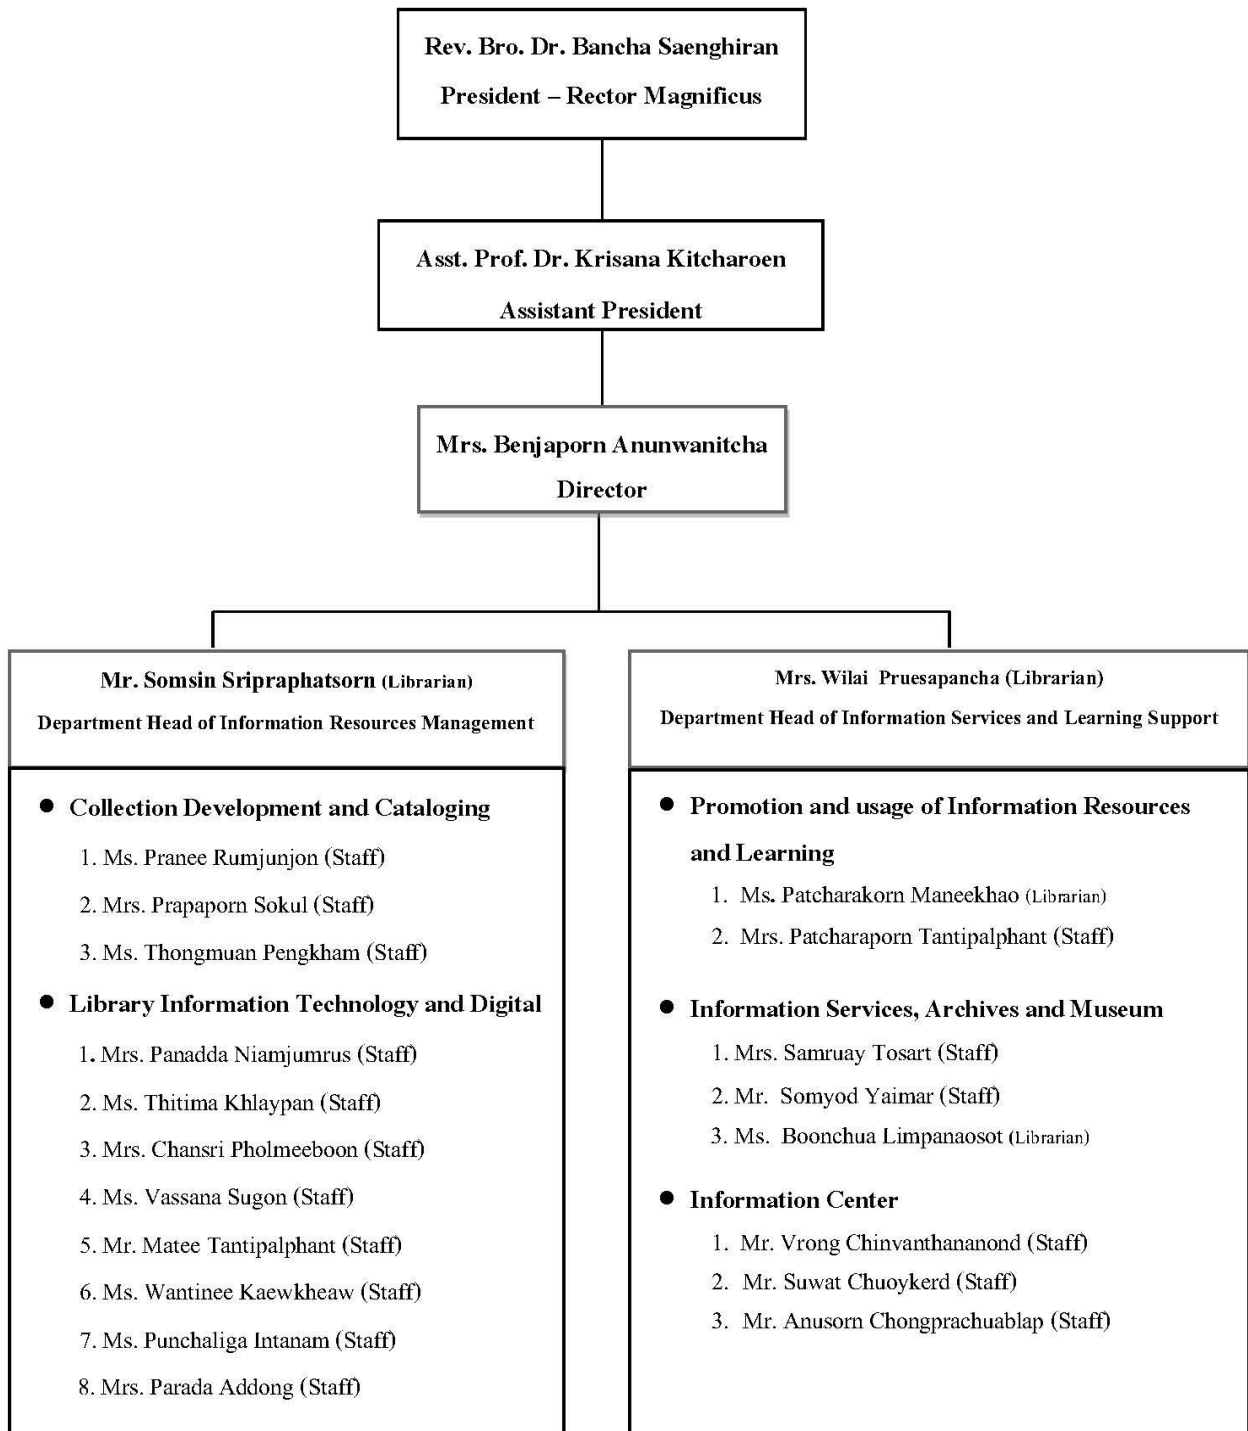 Rev. Bro. Dr. Bancha Saenghiran
President – Rector Magnificus
Asst. Prof. Dr. Krisana Kitcharoen
Assistant President
Mrs. Benjaporn Anunwanitcha
Director
Mr. Somsin Sripraphatsorn (Librarian)
Department Head of Information Resources Management
● Collection Development and Cataloging
1. Ms. Pranee Rumjunjon (Staff)
2. Mrs. Prapaporn Sokul (Staff)
3. Ms. Thongmuan Pengkham (Staff)
● Library Information Technology and Digital
1. Mrs. Panadda Niamjumrus (Staff)
2. Ms. Thitima Khlaypan (Staff)
3. Mrs. Chansri Pholmeeboon (Staff)
4. Ms. Vassana Sugon (Staff)
5. Mr. Matee Tantipalphant (Staff)
6. Ms. Wantinee Kaewkheaw (Staff)
7. Ms. Punchaliga Intanam (Staff)
8. Mrs. Parada Addong (Staff)
Mrs. Wilai Pruesapancha (Librarian)
Department Head of Information Services and Learning Support
● Promotion and usage of Information Resources
and Learning
1. Ms. Patcharakorn Maneekhao (Librarian)
2. Mrs. Patcharaporn Tantipalphant (Staff)
● Information Services, Archives and Museum
1. Mrs. Samruay Tosart (Staff)
2. Mr. Somyod Yaimar (Staff)
3. Ms. Boonchua Limpanaosot (Librarian)
● Information Center
1. Mr. Vrong Chinvanthananond (Staff)
2. Mr. Suwat Chuoykerd (Staff)
3. Mr. Anusorn Chongprachuablap (Staff)